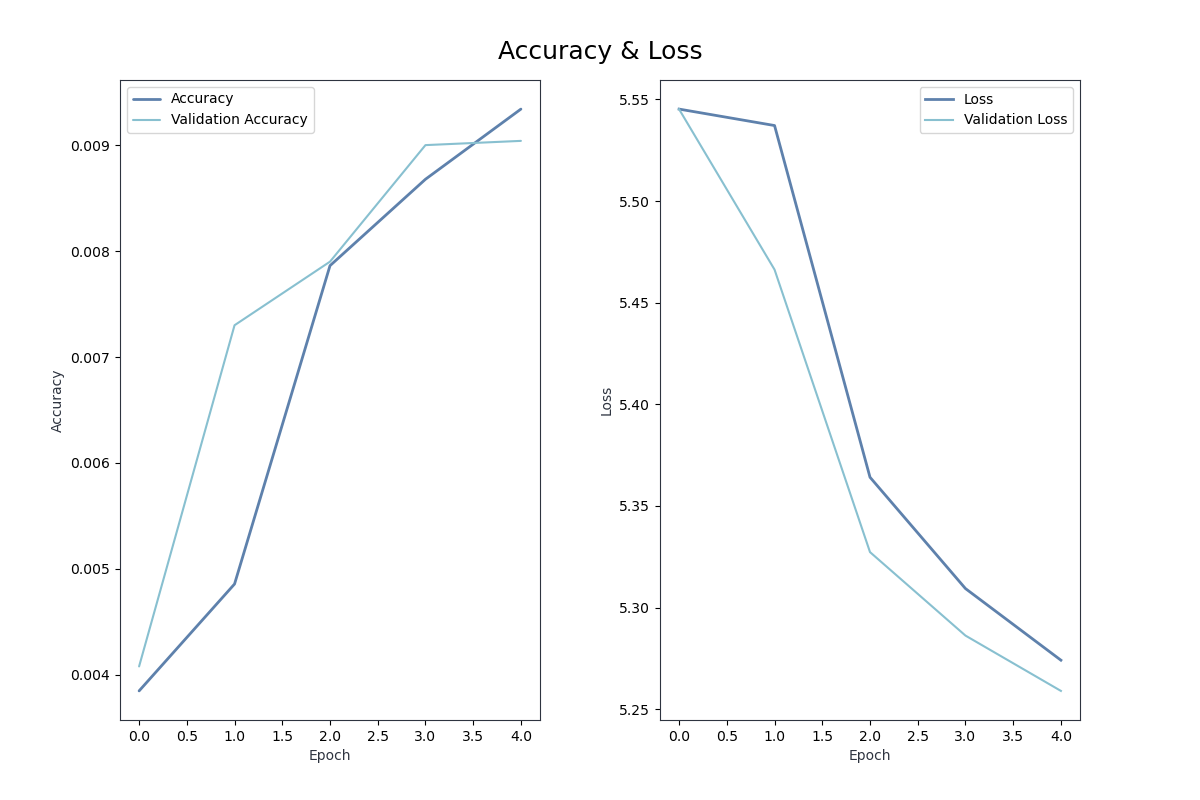 Accuracy & Loss
Accuracy
Validation Accuracy
0.009
0.008
0.007
0.006
0.005
0.004
Accuracy
0.0 0.5 1.0 1.5 2.0 2.5 3.0 3.5 4.0
Epoch
Loss
Validation Loss
5.55
5.50
5.45
5.40
5.35
5.30
5.25
Loss
0.0 0.5 1.0 1.5 2.0 2.5 3.0 3.5 4.0
Epoch